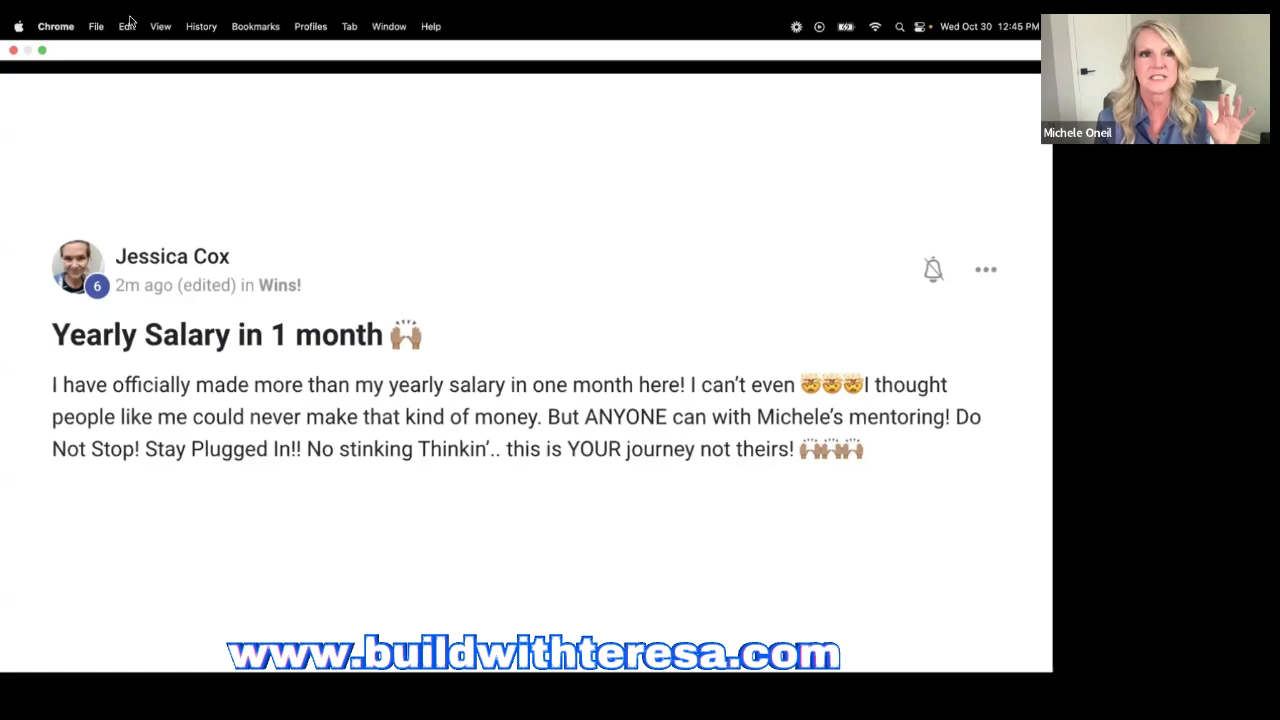 Chrome File Edit View History Bookmarks Profiles Tab Window Help Wed Oct 30 12:45 PM
Michele Oneil
Jessica Cox
6 2m ago (edited) in Wins!
Yearly Salary in 1 month 🙌🏽
I have officially made more than my yearly salary in one month here! I can’t even 🤯🤯🤯I thought
people like me could never make that kind of money. But ANYONE can with Michele’s mentoring! Do
Not Stop! Stay Plugged In!! No stinking Thinkin’.. this is YOUR journey not theirs! 🙌🏽🙌🏽🙌🏽
www.buildwithteresa.com